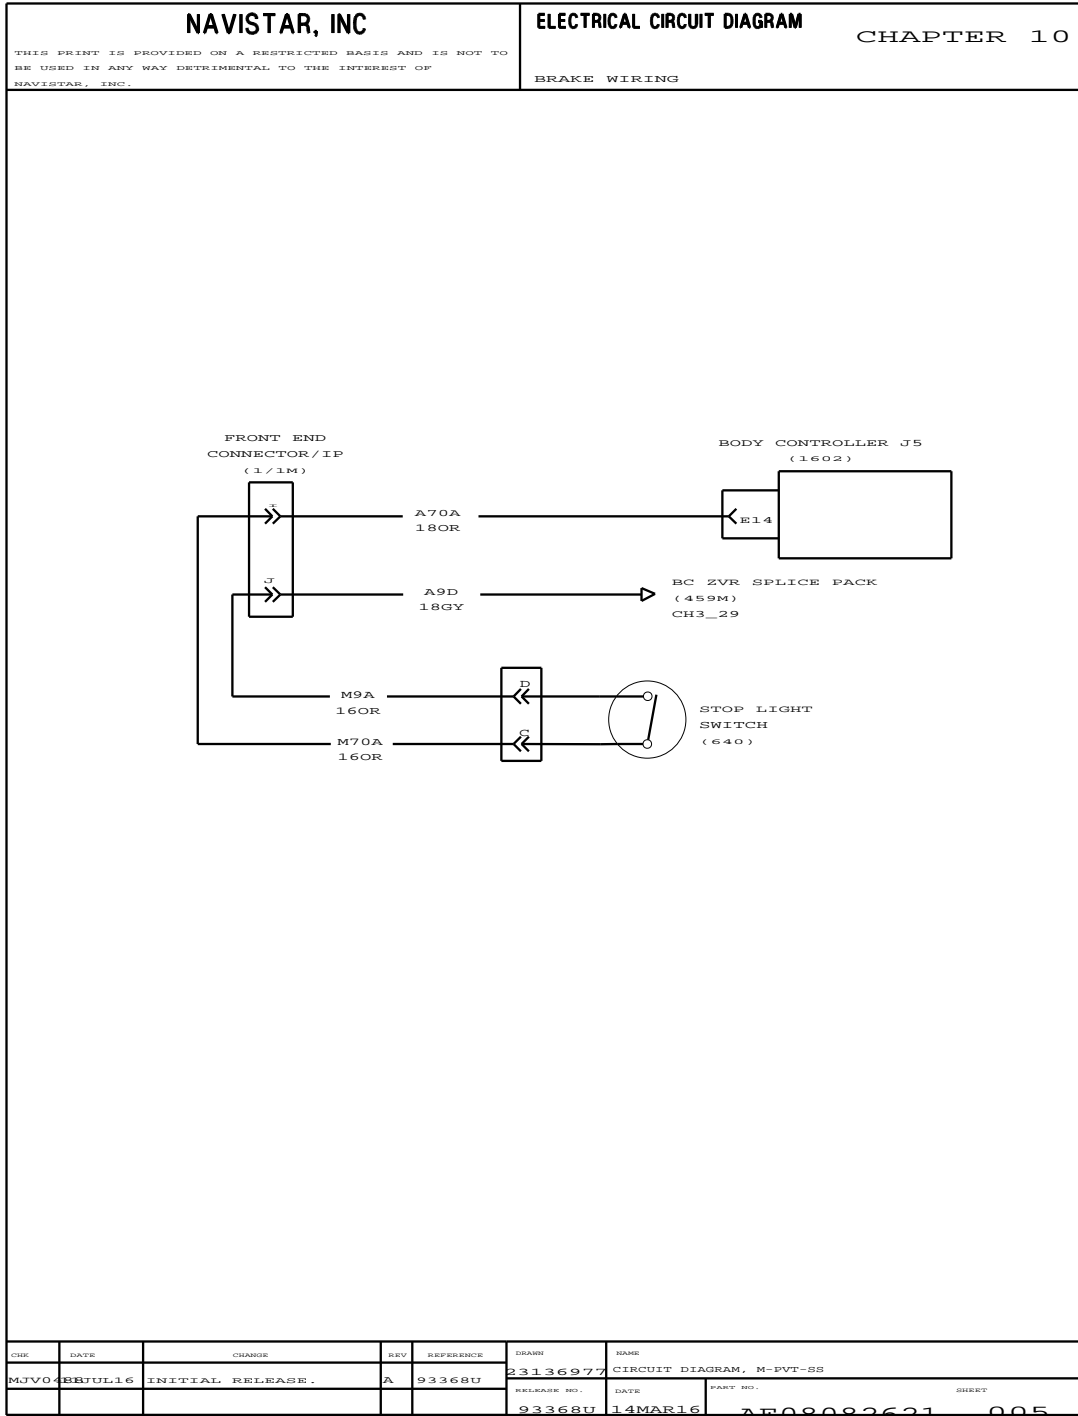 NAVISTAR, INC
THIS PRINT IS PROVIDED ON A RESTRICTED BASIS AND IS NOT TO
BE USED IN ANY WAY DETRIMENTAL TO THE INTEREST OF
NAVISTAR, INC.
ELECTRICAL CIRCUIT DIAGRAM
CHAPTER 10
BRAKE WIRING
FRONT END
CONNECTOR/IP
(1/1M)
I
A70A
18OR
BODY CONTROLLER J5
(1602)
E14
J
A9D
18GY
BC ZVR SPLICE PACK
(459M)
CH3_29
M9A
16OR
D
M70A
16OR
C
STOP LIGHT
SWITCH
(640)
CHK DATE CHANGE REV REFERENCE
INITIAL RELEASE. A 93368U
DRAWN
23136977
NAME
CIRCUIT DIAGRAM, M-PVT-SS
RELEASE NO.
93368U
DATE
14MAR16
PART NO. SHEET
005